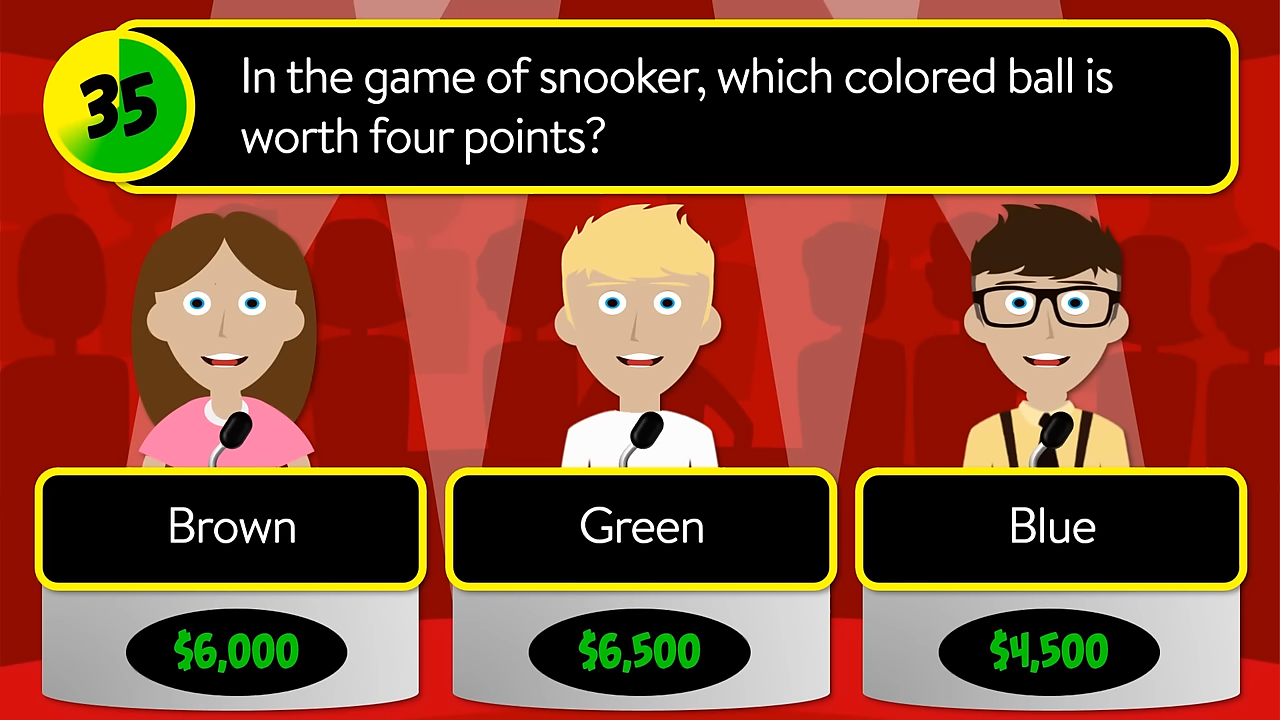 35
In the game of snooker, which colored ball is
worth four points?
Brown
Green
Blue
$6,000
$6,500
$4,500